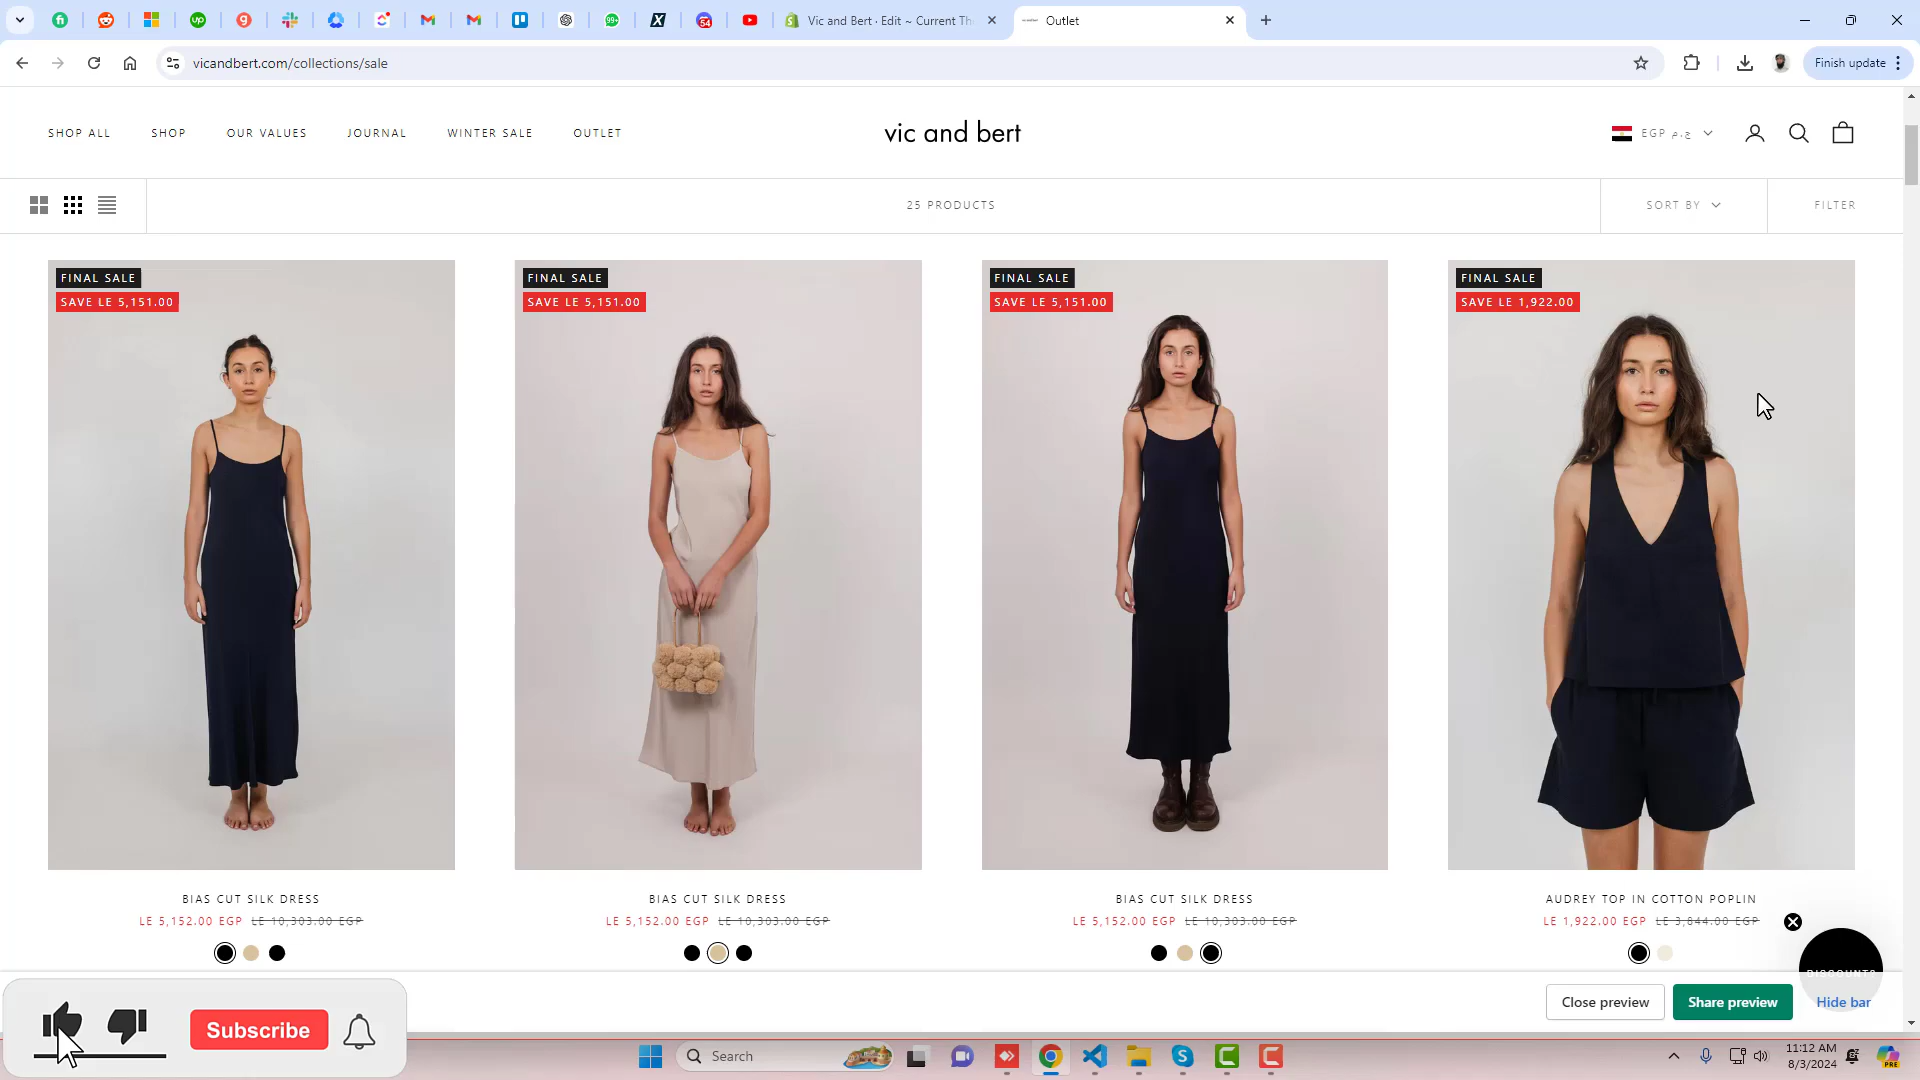 Vic and Bert · Edit ~ Current Th
Outlet
vicandbert.com/collections/sale
Finish update
SHOP ALL
SHOP
OUR VALUES
JOURNAL
WINTER SALE
OUTLET
vic and bert
EGP ج.م
25 PRODUCTS
SORT BY
FILTER
FINAL SALE
SAVE LE 5,151.00
FINAL SALE
SAVE LE 5,151.00
FINAL SALE
SAVE LE 5,151.00
FINAL SALE
SAVE LE 1,922.00
BIAS CUT SILK DRESS
LE 5,152.00 EGP LE 10,303.00 EGP
BIAS CUT SILK DRESS
LE 5,152.00 EGP LE 10,303.00 EGP
BIAS CUT SILK DRESS
LE 5,152.00 EGP LE 10,303.00 EGP
AUDREY TOP IN COTTON POPLIN
LE 1,922.00 EGP LE 3,844.00 EGP
DISCOUNTS
Close preview
Share preview
Hide bar
Subscribe
Search
11:12 AM
8/3/2024